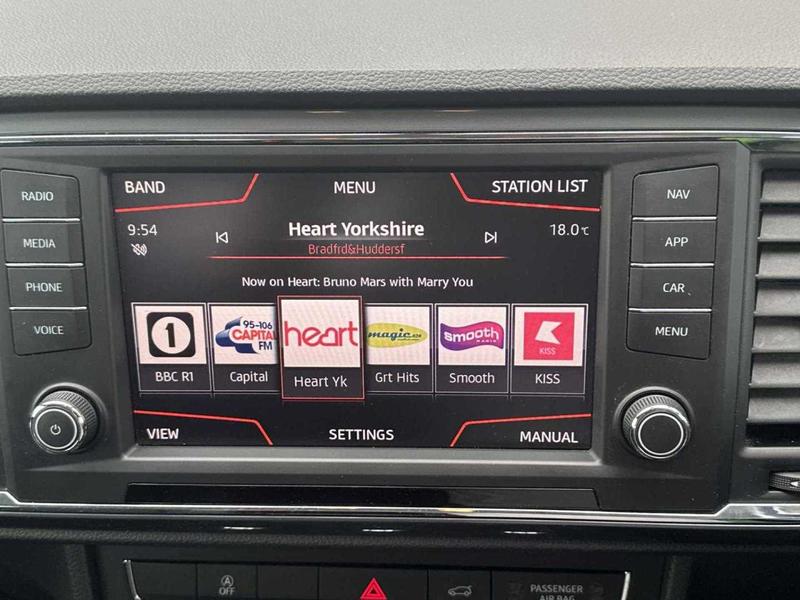 BAND MENU STATION LIST
RADIO
MEDIA
PHONE
VOICE
NAV
APP
CAR
MENU
9:54 Heart Yorkshire 18.0°C
Bradfrd&Huddersf
Now on Heart: Bruno Mars with Marry You
1
95-106
CAPITAL
FM
heart
magic
smooth
RADIO
KISS
BBC R1 Capital Heart Yk Grt Hits Smooth KISS
VIEW SETTINGS MANUAL
A
OFF
PASSENGER
AIR BAG